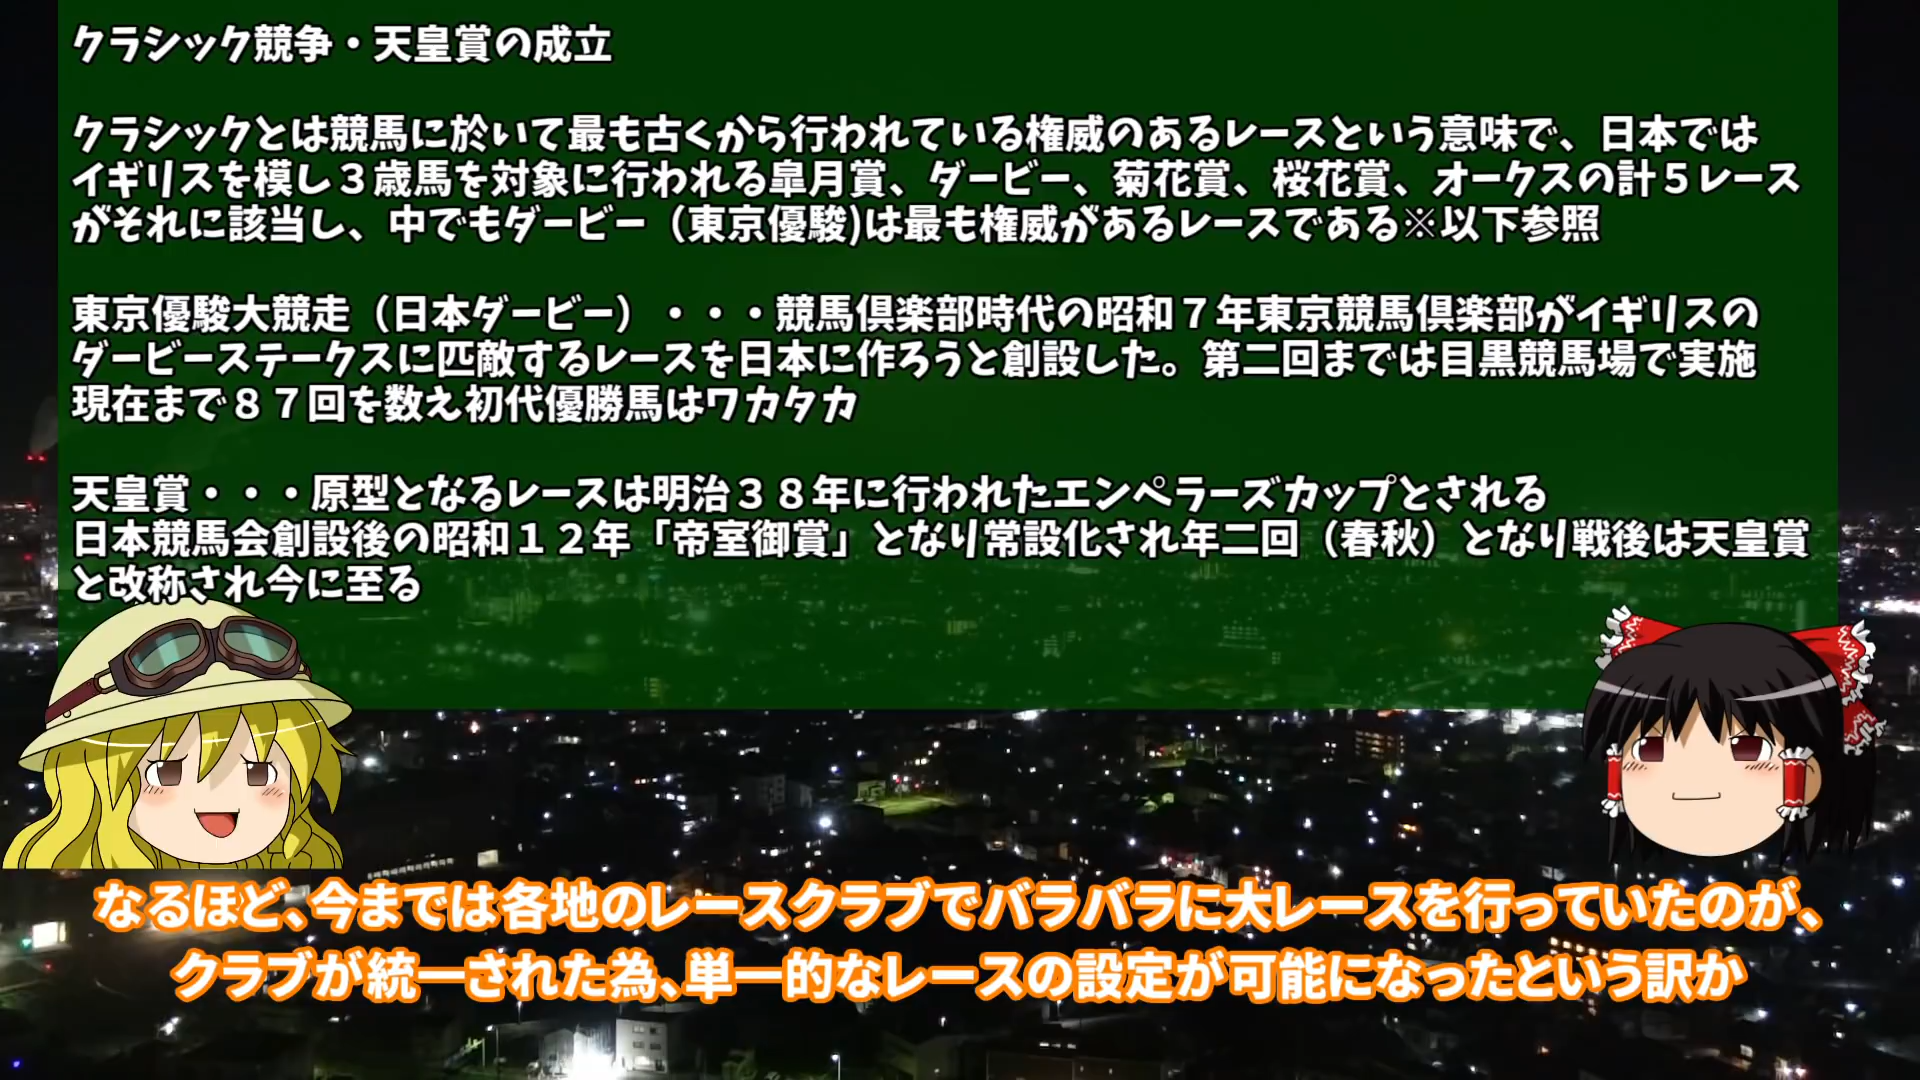 クラシック競争・天皇賞の成立
クラシックとは競馬に於いて最も古くから行われている権威のあるレースという意味で、日本では
イギリスを模し３歳馬を対象に行われる皐月賞、ダービー、菊花賞、桜花賞、オークスの計５レース
がそれに該当し、中でもダービー（東京優駿)は最も権威があるレースである※以下参照
東京優駿大競走（日本ダービー）・・・競馬倶楽部時代の昭和７年東京競馬倶楽部がイギリスの
ダービーステークスに匹敵するレースを日本に作ろうと創設した。第二回までは目黒競馬場で実施
現在まで８７回を数え初代優勝馬はワカタカ
天皇賞・・・原型となるレースは明治３８年に行われたエンペラーズカップとされる
日本競馬会創設後の昭和１２年「帝室御賞」となり常設化され年二回（春秋）となり戦後は天皇賞
と改称され今に至る
なるほど、今までは各地のレースクラブでバラバラに大レースを行っていたのが、
クラブが統一された為、単一的なレースの設定が可能になったという訳か